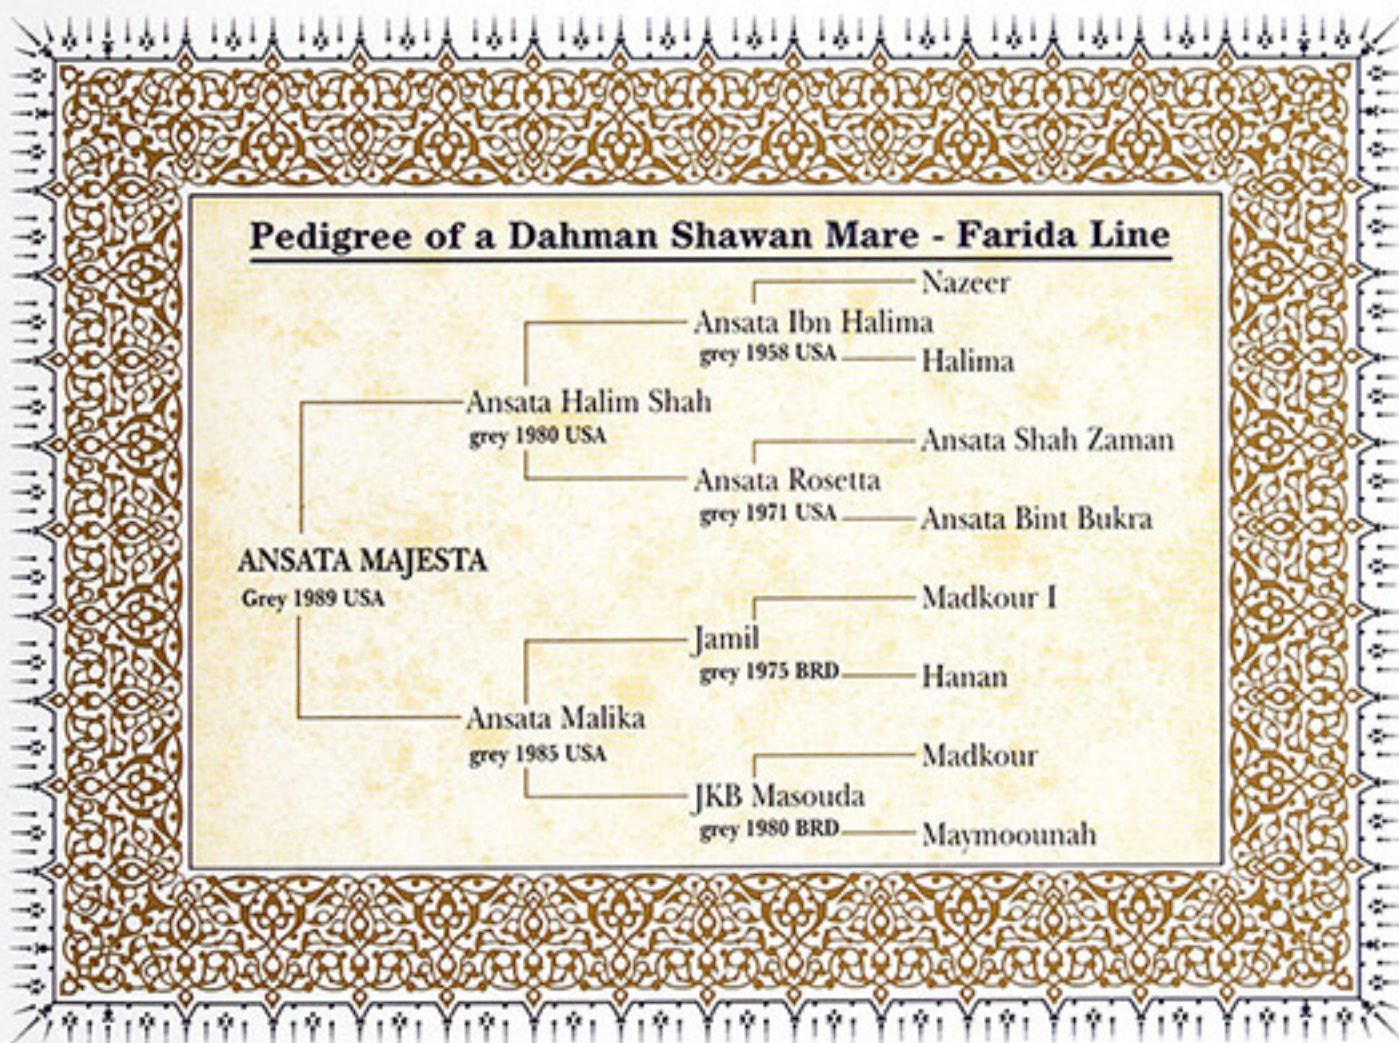 Pedigree of a Dahman Shawan Mare - Farida Line
Nazeer
Ansata Ibn Halima
grey 1958 USA
Halima
Ansata Halim Shah
grey 1980 USA
Ansata Shah Zaman
Ansata Rosetta
grey 1971 USA
Ansata Bint Bukra
ANSATA MAJESTA
Grey 1989 USA
Madkour I
Jamil
grey 1975 BRD
Hanan
Ansata Malika
grey 1985 USA
Madkour
JKB Masouda
grey 1980 BRD
Maymoounah